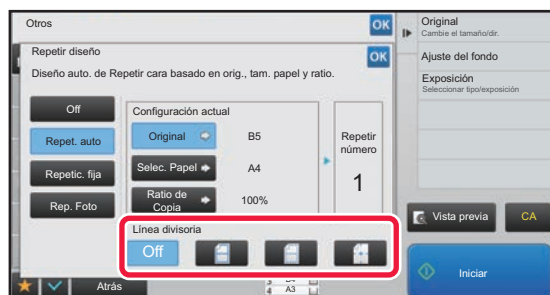 Otros
OK
Repetir diseño
OK
Diseño auto. de Repetir cara basado en orig., tam. papel y ratio.
Off
Repet. auto
Repetic. fija
Rep. Foto
Configuración actual
Original
B5
Selec. Papel
A4
Ratio de
Copia
100%
Repetir
número
1
Línea divisoria
Off
Atrás
4 A3
Original
Cambie el tamaño/dir.
Ajuste del fondo
Exposición
Seleccionar tipo/exposición
Vista previa
CA
Iniciar